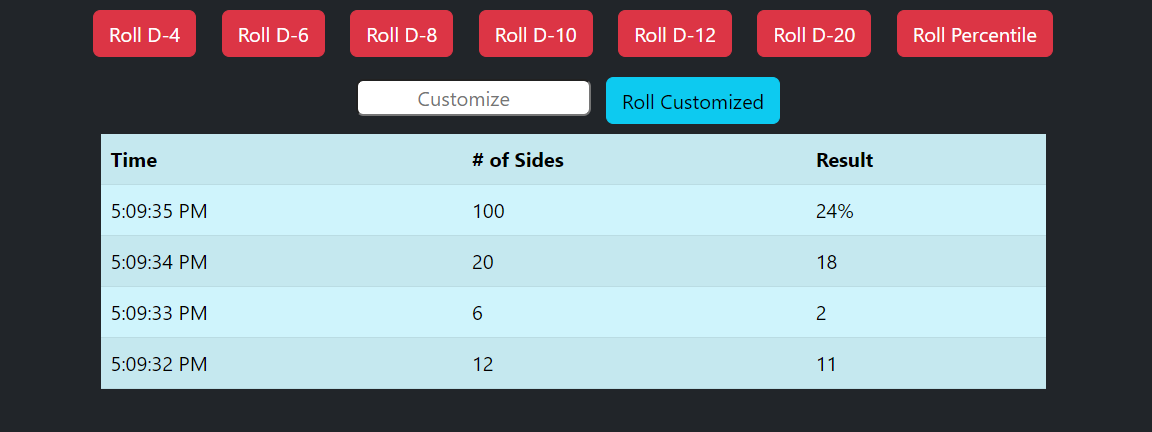 Roll D-4 Roll D-6 Roll D-8 Roll D-10 Roll D-12 Roll D-20 Roll Percentile
Customize Roll Customized
Time # of Sides Result
5:09:35 PM 100 24%
5:09:34 PM 20 18
5:09:33 PM 6 2
5:09:32 PM 12 11